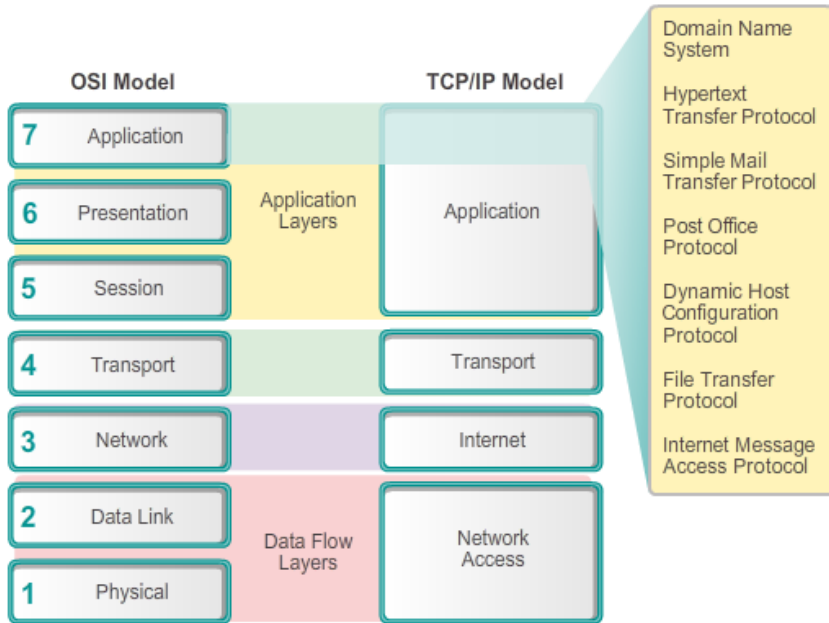 OSI Model
TCP/IP Model
7 Application
6 Presentation
5 Session
4 Transport
3 Network
2 Data Link
1 Physical
Application
Layers
Data Flow
Layers
Application
Transport
Internet
Network
Access
Domain Name
System
Hypertext
Transfer Protocol
Simple Mail
Transfer Protocol
Post Office
Protocol
Dynamic Host
Configuration
Protocol
File Transfer
Protocol
Internet Message
Access Protocol